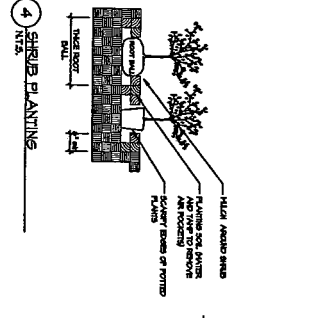 MULCH AROUND SHRUB
PLANTING SOIL (WATER
AND TAMP TO REMOVE
AIR POCKETS)
SCARIFY EDGES OF POTTED
PLANTS
ROOT BALL
TWICE ROOT
BALL
4 SHRUB PLANTING
N.T.S.